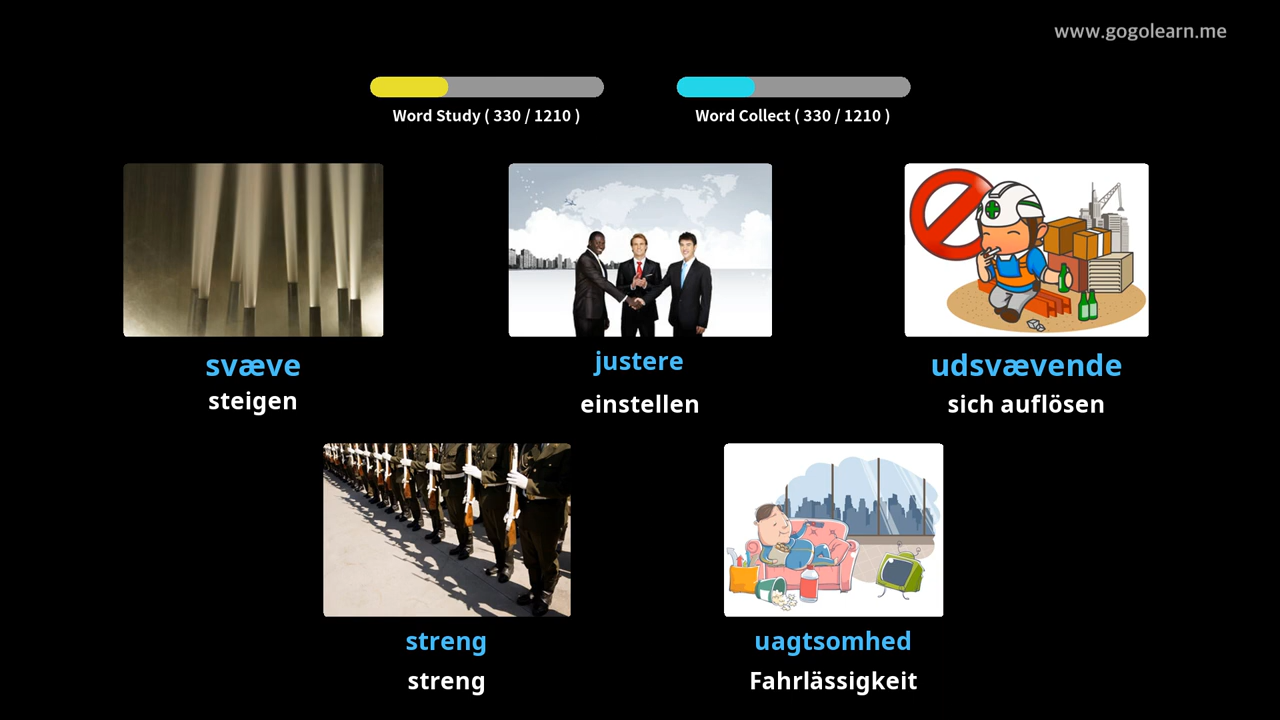 www.gogolearn.me
Word Study ( 330 / 1210 )
Word Collect ( 330 / 1210 )
svæve
steigen
justere
einstellen
udsvævende
sich auflösen
streng
streng
uagtsomhed
Fahrlässigkeit